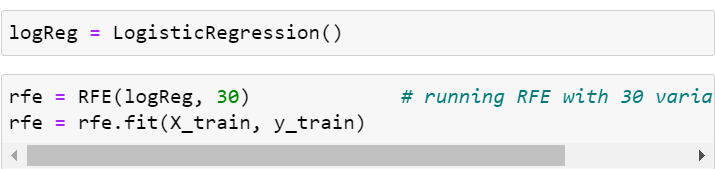 logReg = LogisticRegression()
rfe = RFE(logReg, 30)             # running RFE with 30 varia
rfe = rfe.fit(X_train, y_train)